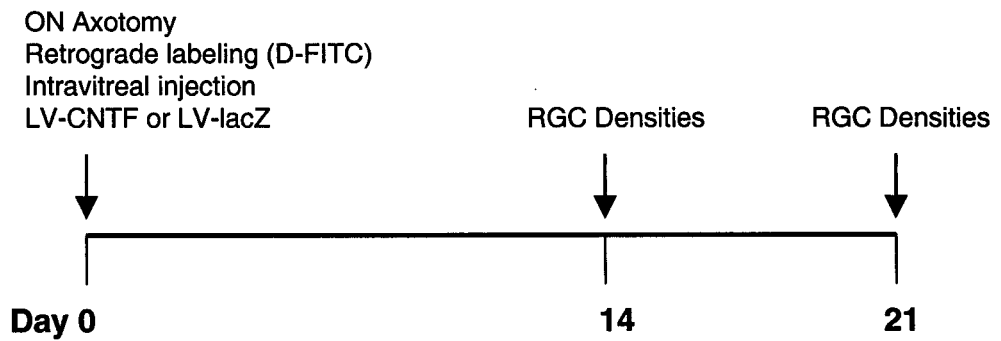 ON Axotomy
Retrograde labeling (D-FITC)
Intravitreal injection
LV-CNTF or LV-lacZ
RGC Densities
RGC Densities
Day 0
14
21